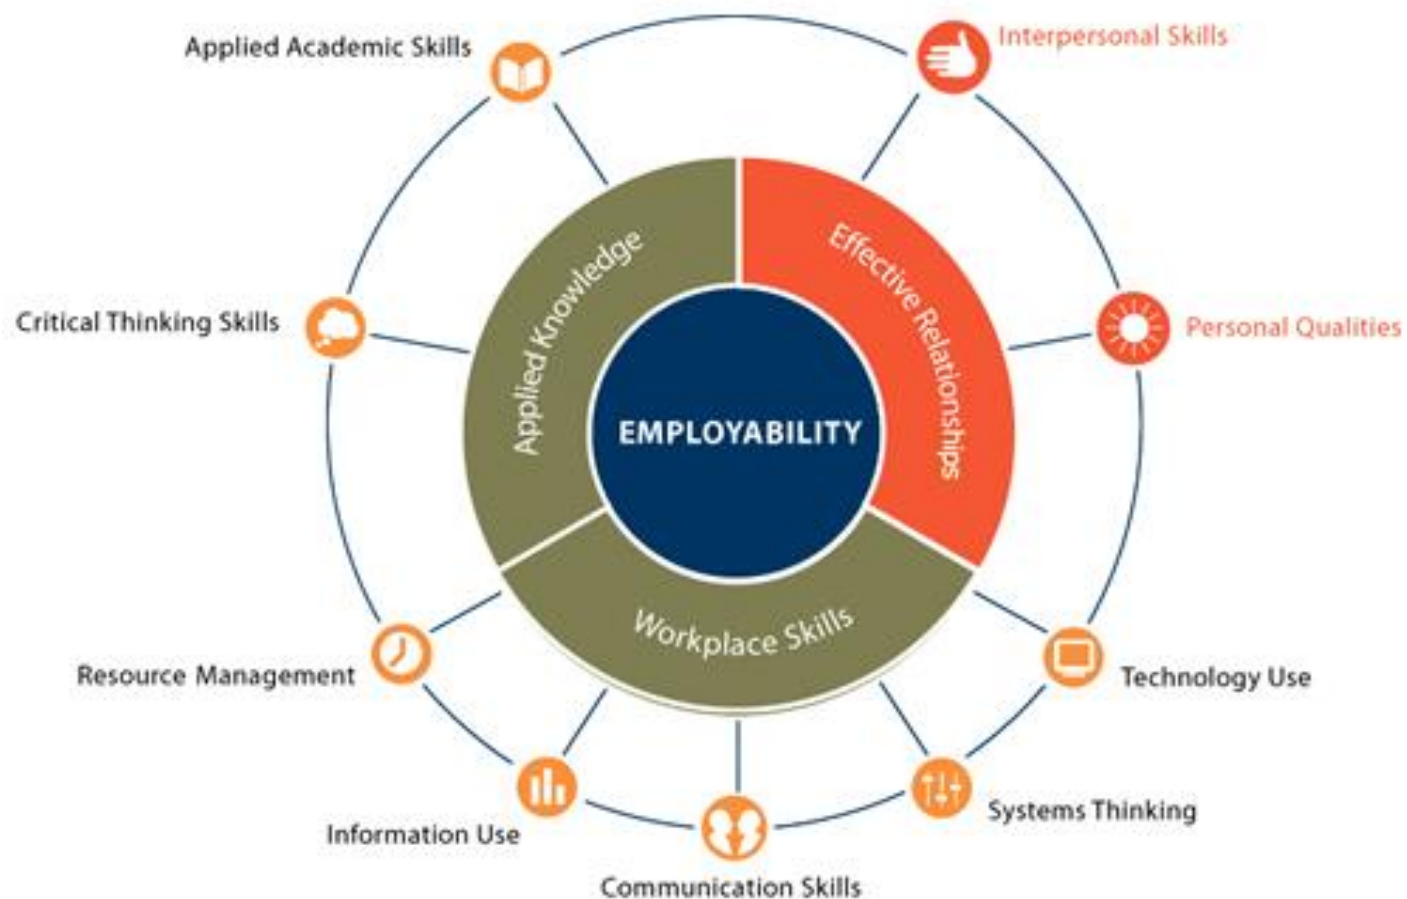 Applied Academic Skills
Interpersonal Skills
Applied Knowledge
Effective Relationships
Critical Thinking Skills
Personal Qualities
EMPLOYABILITY
Workplace Skills
Resource Management
Technology Use
Information Use
Systems Thinking
Communication Skills